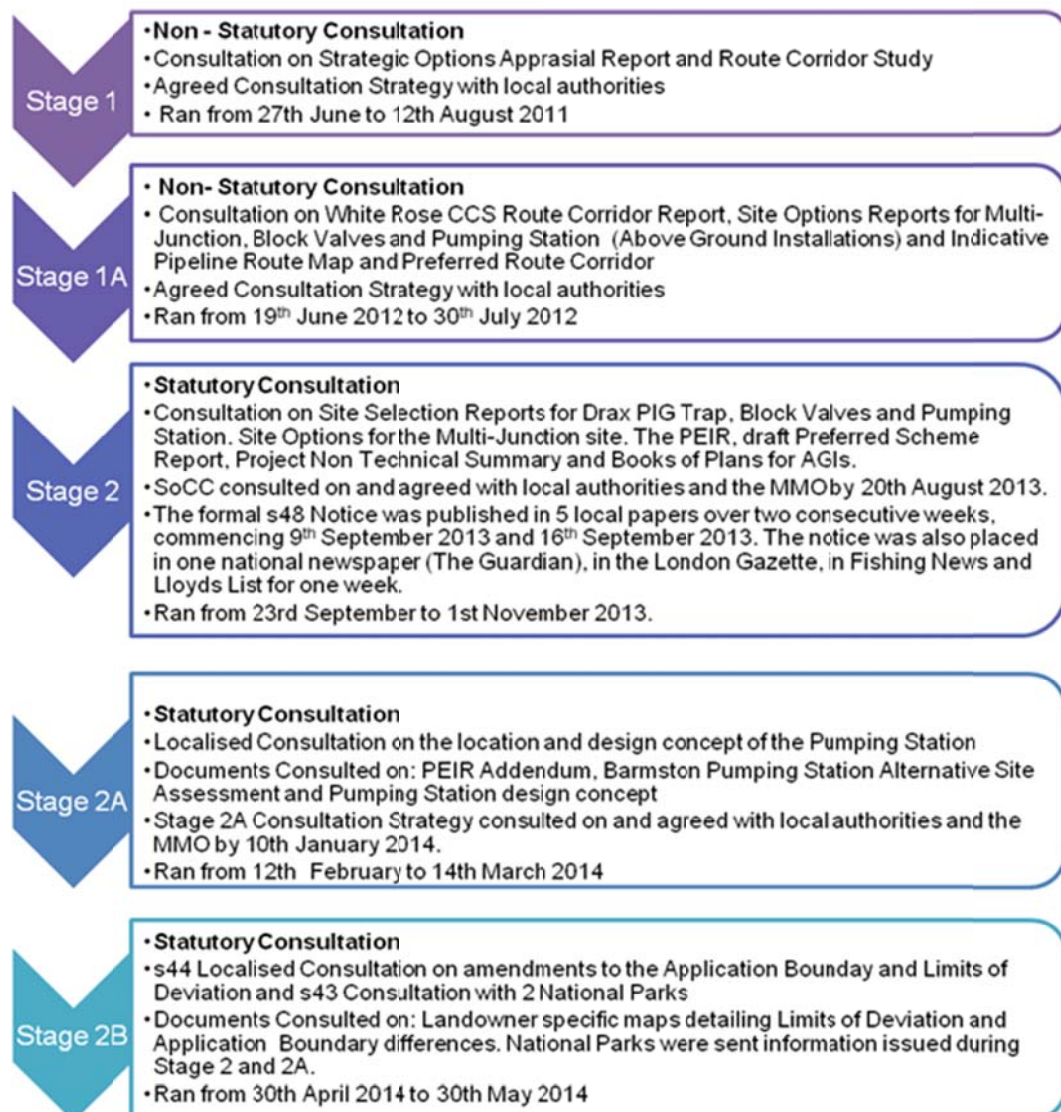 Stage 1
•Non - Statutory Consultation
•Consultation on Strategic Options Apprasial Report and Route Corridor Study
•Agreed Consultation Strategy with local authorities
• Ran from 27th June to 12th August 2011
Stage 1A
• Non- Statutory Consultation
• Consultation on White Rose CCS Route Corridor Report, Site Options Reports for Multi-
Junction, Block Valves and Pumping Station (Above Ground Installations) and Indicative
Pipeline Route Map and Preferred Route Corridor
•Agreed Consultation Strategy with local authorities
•Ran from 19th June 2012 to 30th July 2012
Stage 2
•Statutory Consultation
•Consultation on Site Selection Reports for Drax PIG Trap, Block Valves and Pumping
Station. Site Options for the Multi-Junction site. The PEIR, draft Preferred Scheme
Report, Project Non Technical Summary and Books of Plans for AGIs.
•SoCC consulted on and agreed with local authorities and the MMO by 20th August 2013.
•The formal s48 Notice was published in 5 local papers over two consecutive weeks,
commencing 9th September 2013 and 16th September 2013. The notice was also placed
in one national newspaper (The Guardian), in the London Gazette, in Fishing News and
Lloyds List for one week.
•Ran from 23rd September to 1st November 2013.
Stage 2A
•Statutory Consultation
•Localised Consultation on the location and design concept of the Pumping Station
•Documents Consulted on: PEIR Addendum, Barmston Pumping Station Alternative Site
Assessment and Pumping Station design concept
•Stage 2A Consultation Strategy consulted on and agreed with local authorities and the
MMO by 10th January 2014.
•Ran from 12th February to 14th March 2014
Stage 2B
•Statutory Consultation
•s44 Localised Consultation on amendments to the Application Bounday and Limits of
Deviation and s43 Consultation with 2 National Parks
•Documents Consulted on: Landowner specific maps detailing Limits of Deviation and
Application Boundary differences. National Parks were sent information issued during
Stage 2 and 2A.
•Ran from 30th April 2014 to 30th May 2014